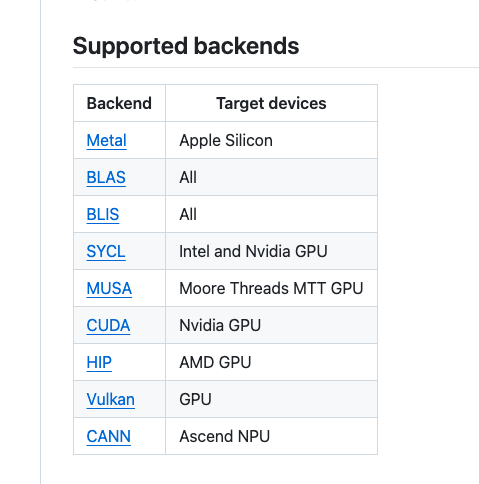 Supported backends
Backend Target devices
Metal Apple Silicon
BLAS All
BLIS All
SYCL Intel and Nvidia GPU
MUSA Moore Threads MTT GPU
CUDA Nvidia GPU
HIP AMD GPU
Vulkan GPU
CANN Ascend NPU